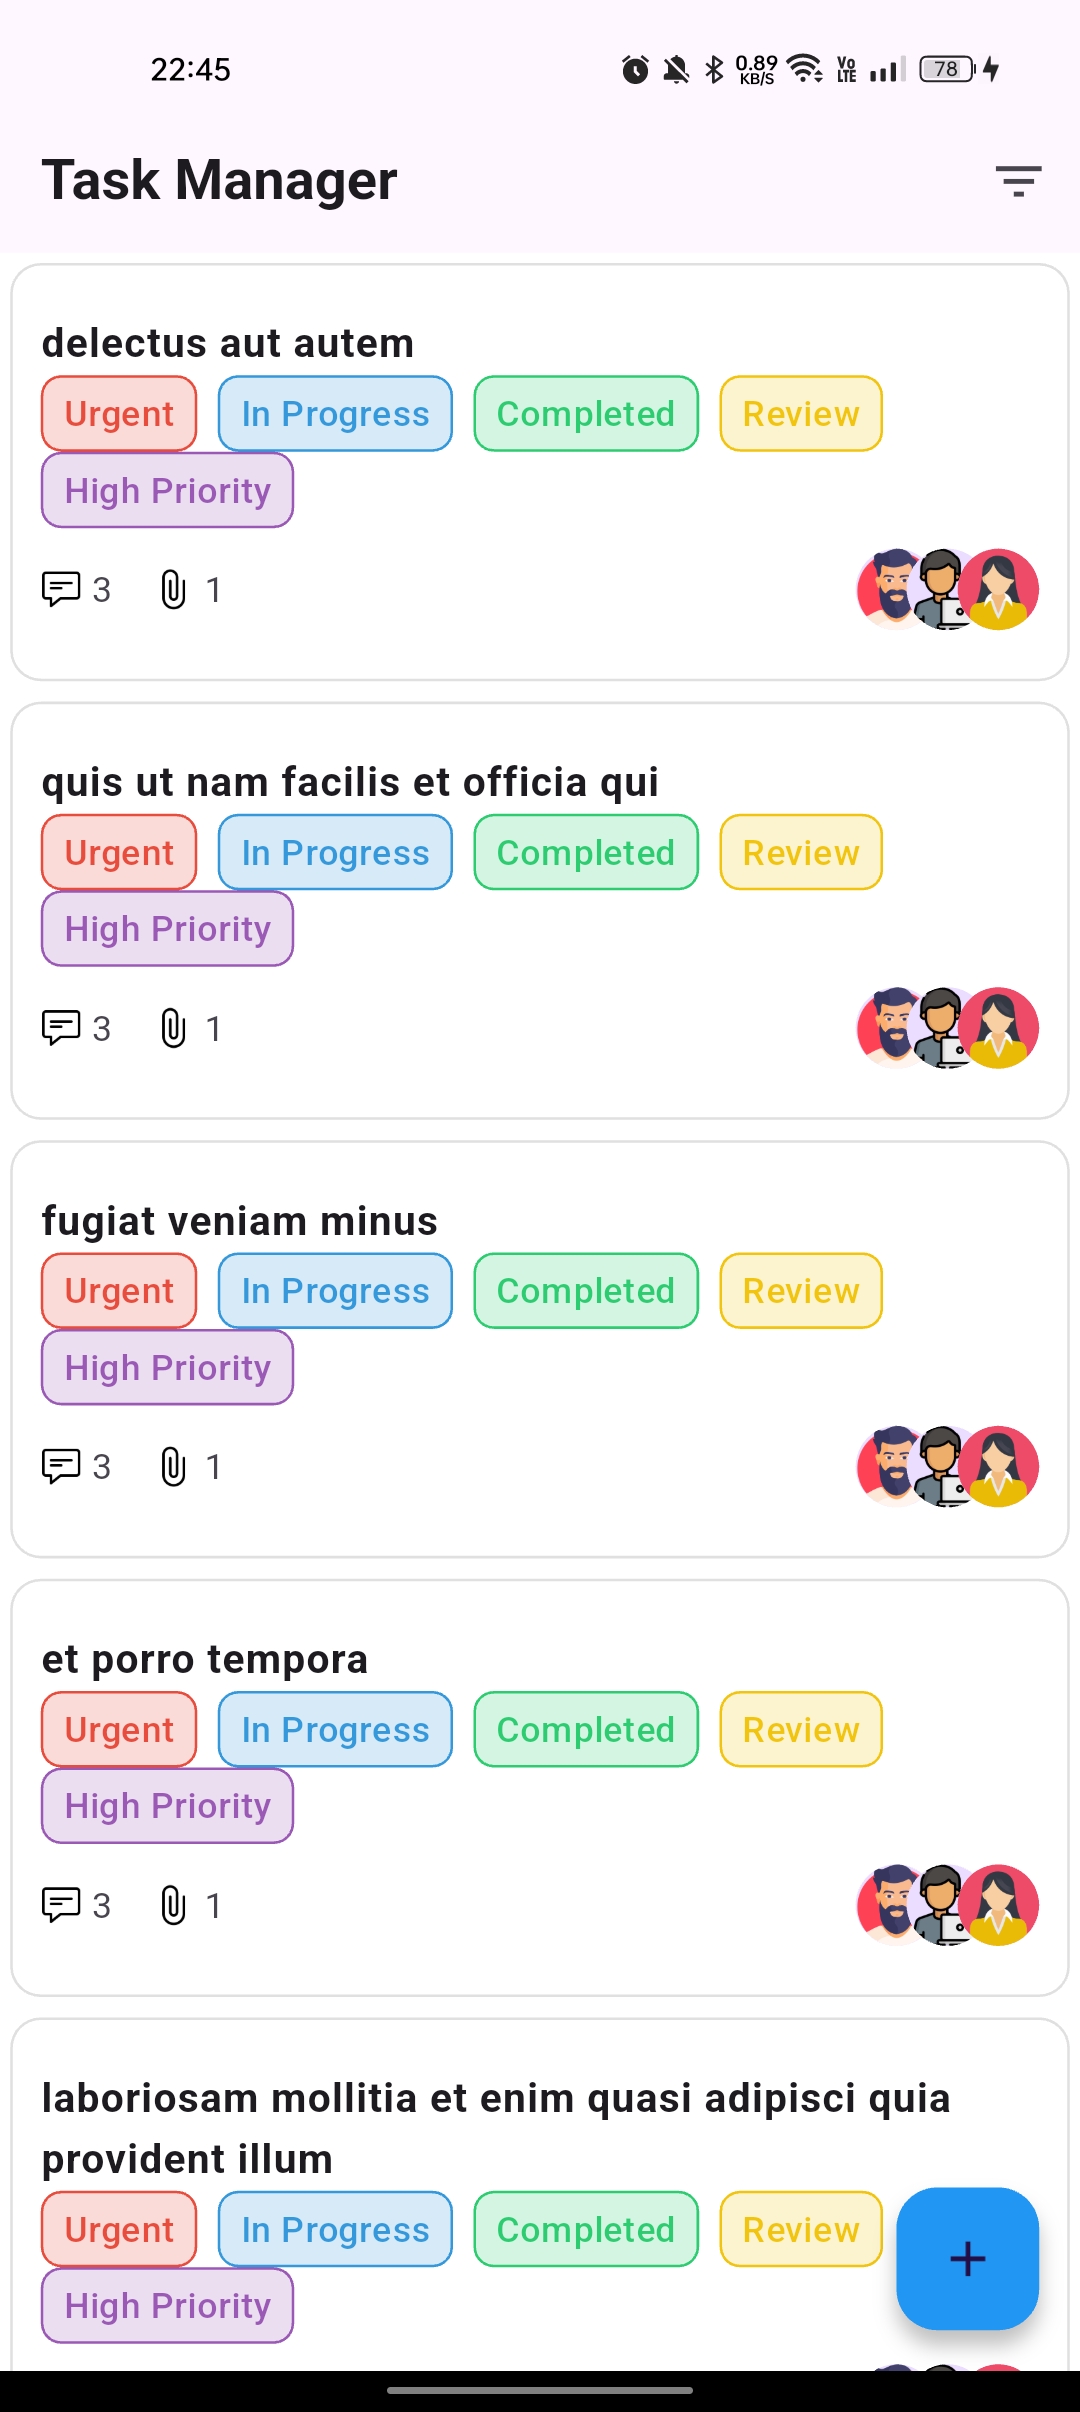 22:45 0.89 KB/S Vo LTE 78
Task Manager
delectus aut autem
Urgent In Progress Completed Review
High Priority
3 1
quis ut nam facilis et officia qui
Urgent In Progress Completed Review
High Priority
3 1
fugiat veniam minus
Urgent In Progress Completed Review
High Priority
3 1
et porro tempora
Urgent In Progress Completed Review
High Priority
3 1
laboriosam mollitia et enim quasi adipisci quia
provident illum
Urgent In Progress Completed Review
+
High Priority